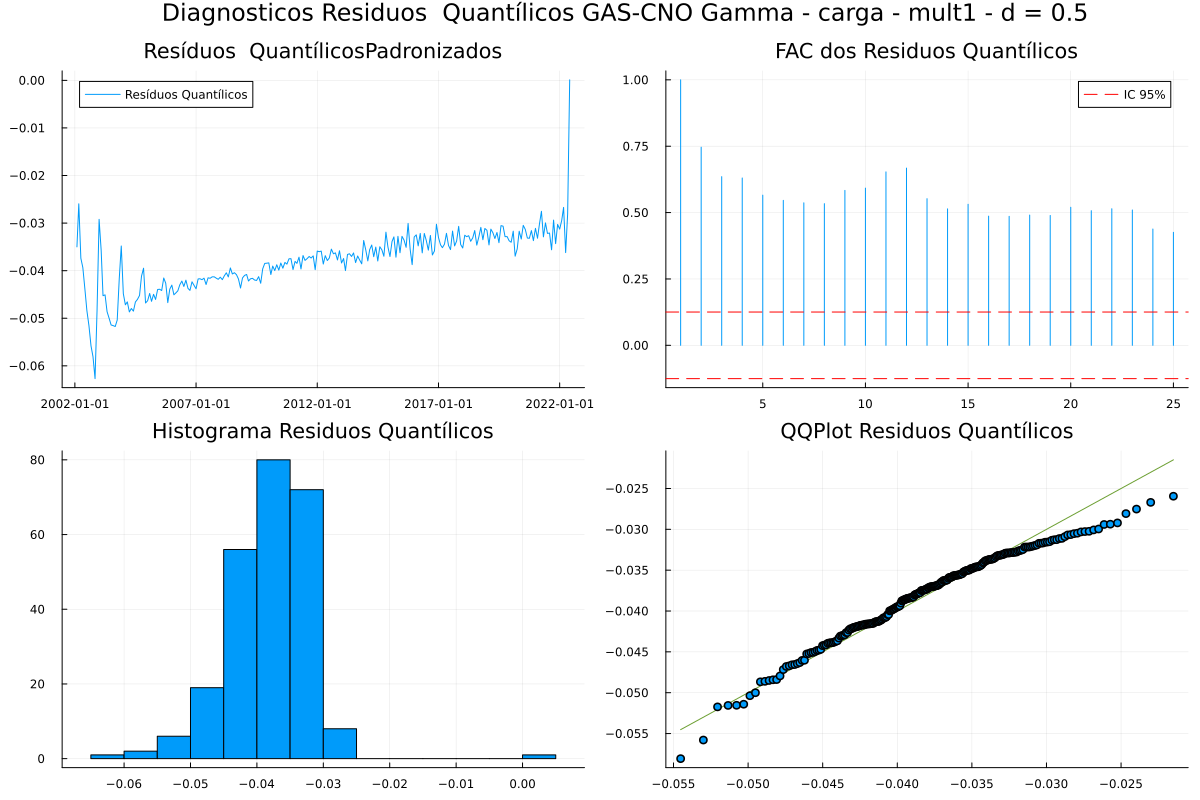 Diagnosticos Residuos  Quantílicos GAS-CNO Gamma - carga - mult1 - d = 0.5
Resíduos  QuantílicosPadronizados
0.00
−0.01
−0.02
−0.03
−0.04
−0.05
−0.06
Resíduos Quantílicos
2002-01-01 2007-01-01 2012-01-01 2017-01-01 2022-01-01
FAC dos Residuos Quantílicos
1.00
0.75
0.50
0.25
0.00
IC 95%
5 10 15 20 25
Histograma Residuos Quantílicos
80
60
40
20
0
−0.06 −0.05 −0.04 −0.03 −0.02 −0.01 0.00
QQPlot Residuos Quantílicos
−0.025
−0.030
−0.035
−0.040
−0.045
−0.050
−0.055
−0.055 −0.050 −0.045 −0.040 −0.035 −0.030 −0.025